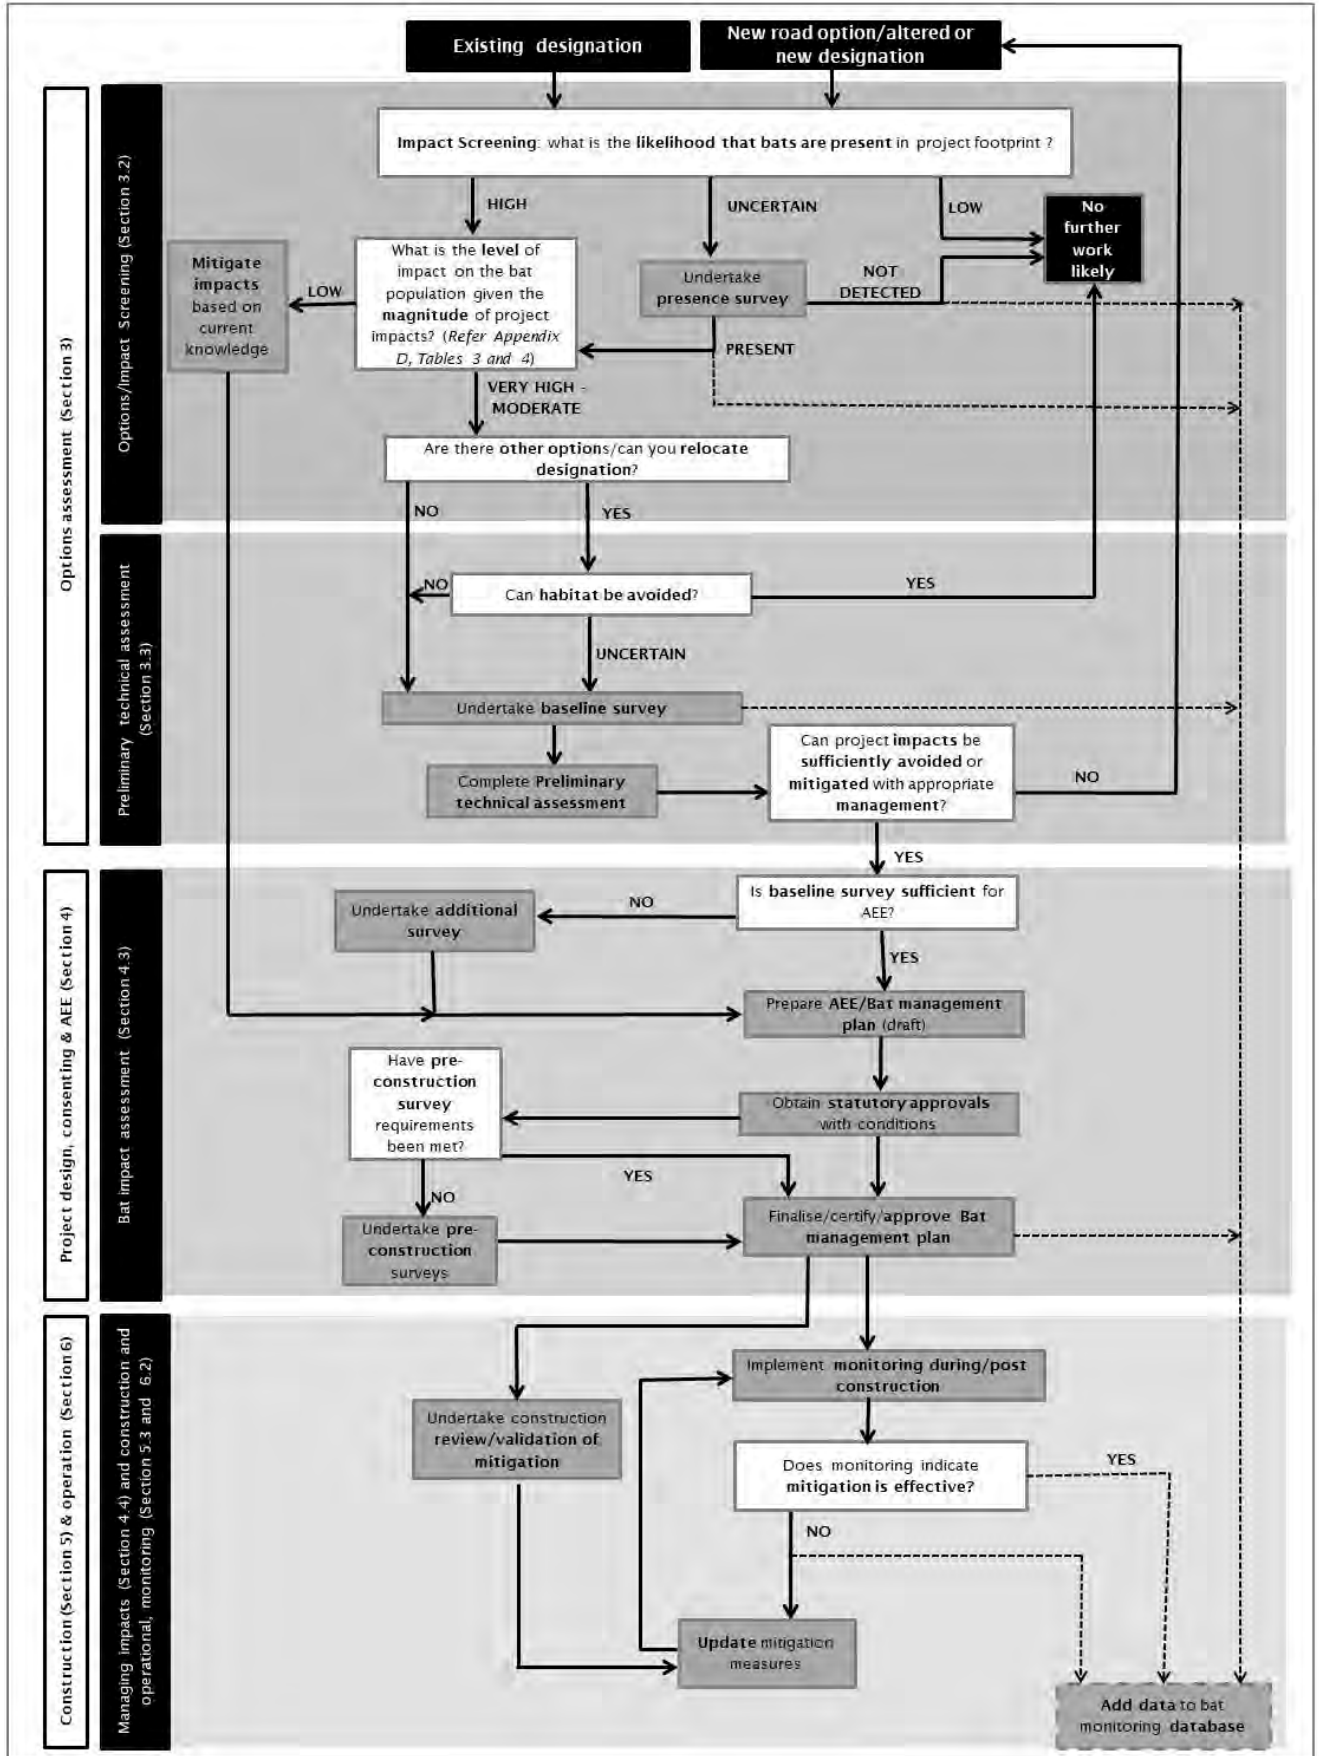 Existing designation
New road option/altered or
new designation
Options assessment (Section 3)
Options/Impact Screening (Section 3.2)
Impact Screening: what is the likelihood that bats are present in project footprint ?
HIGH
UNCERTAIN
LOW
No
further
work
likely
Mitigate
impacts
based on
current
knowledge
LOW
What is the level of
impact on the bat
population given the
magnitude of project
impacts? (Refer Appendix
D, Tables 3 and 4)
Undertake
presence survey
NOT
DETECTED
PRESENT
VERY HIGH -
MODERATE
Are there other options/can you relocate
designation?
NO
YES
Preliminary technical assessment
(Section 3.3)
NO
Can habitat be avoided?
YES
UNCERTAIN
Undertake baseline survey
Complete Preliminary
technical assessment
Can project impacts be
sufficiently avoided or
mitigated with appropriate
management?
NO
YES
Project design, consenting & AEE (Section 4)
Bat impact assessment (Section 4.3)
Undertake additional
survey
NO
Is baseline survey sufficient for
AEE?
YES
Prepare AEE/Bat management
plan (draft)
Have pre-
construction
survey
requirements
been met?
Obtain statutory approvals
with conditions
YES
NO
Undertake pre-
construction
surveys
Finalise/certify/approve Bat
management plan
Construction (Section 5) & operation (Section 6)
Managing impacts (Section 4.4) and construction and
operational, monitoring (Section 5.3 and 6.2)
Implement monitoring during/post
construction
Undertake construction
review/validation of
mitigation
Does monitoring indicate
mitigation is effective?
YES
NO
Update mitigation
measures
Add data to bat
monitoring database